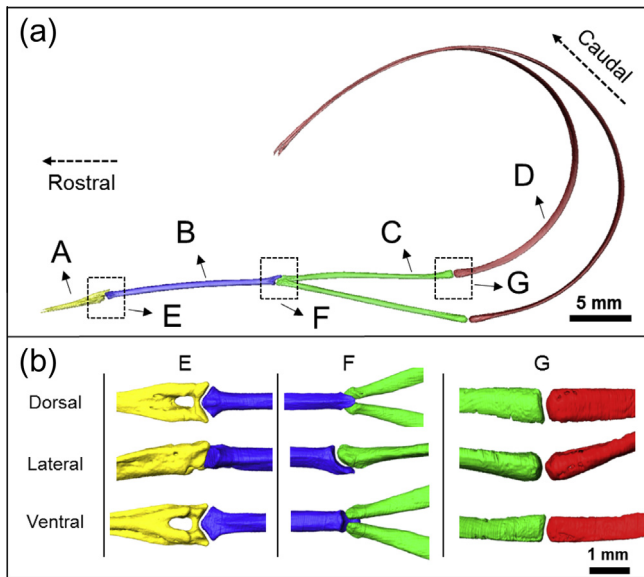 (a)
Caudal
Rostral
A
B
C
D
E
F
G
5 mm
(b)
E
F
G
Dorsal
Lateral
Ventral
1 mm